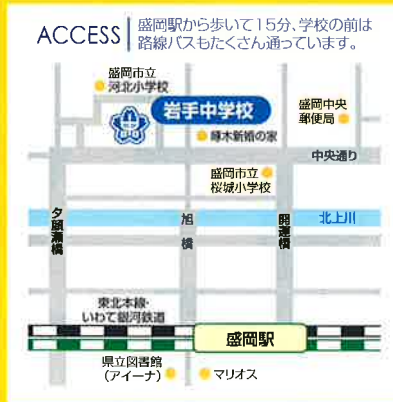 ACCESS
盛岡駅から歩いて15分、学校の前は
路線バスもたくさん通っています。
盛岡市立
河北小学校
岩手中学校
盛岡中央
郵便局
啄木新婚の家
中央通り
盛岡市立
桜城小学校
夕顔瀬橋
旭橋
開運橋
北上川
東北本線・
いわて銀河鉄道
盛岡駅
県立図書館
(アイーナ)
マリオス